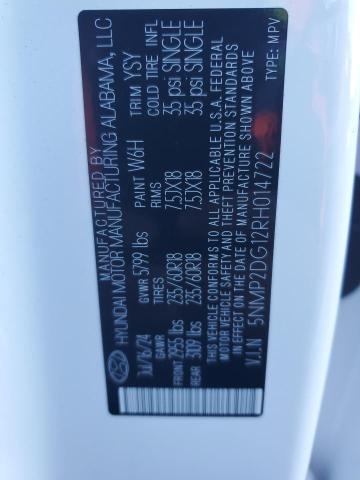 MANUFACTURED BY
HYUNDAI MOTOR MANUFACTURING ALABAMA, LLC
JUL/16/24 GVWR 5799 lbs PAINT W6H TRIM YSY
GAWR TIRES RIMS COLD TIRE INFL
FRONT 2955 lbs 235/60R18 7.5JX18 35 psi SINGLE
REAR 3109 lbs 235/60R18 7.5JX18 35 psi SINGLE
THIS VEHICLE CONFORMS TO ALL APPLICABLE U.S.A. FEDERAL
MOTOR VEHICLE SAFETY AND THEFT PREVENTION STANDARDS
IN EFFECT ON THE DATE OF MANUFACTURE SHOWN ABOVE
V.I.N 5NMP2DG12RH014722 TYPE: MPV